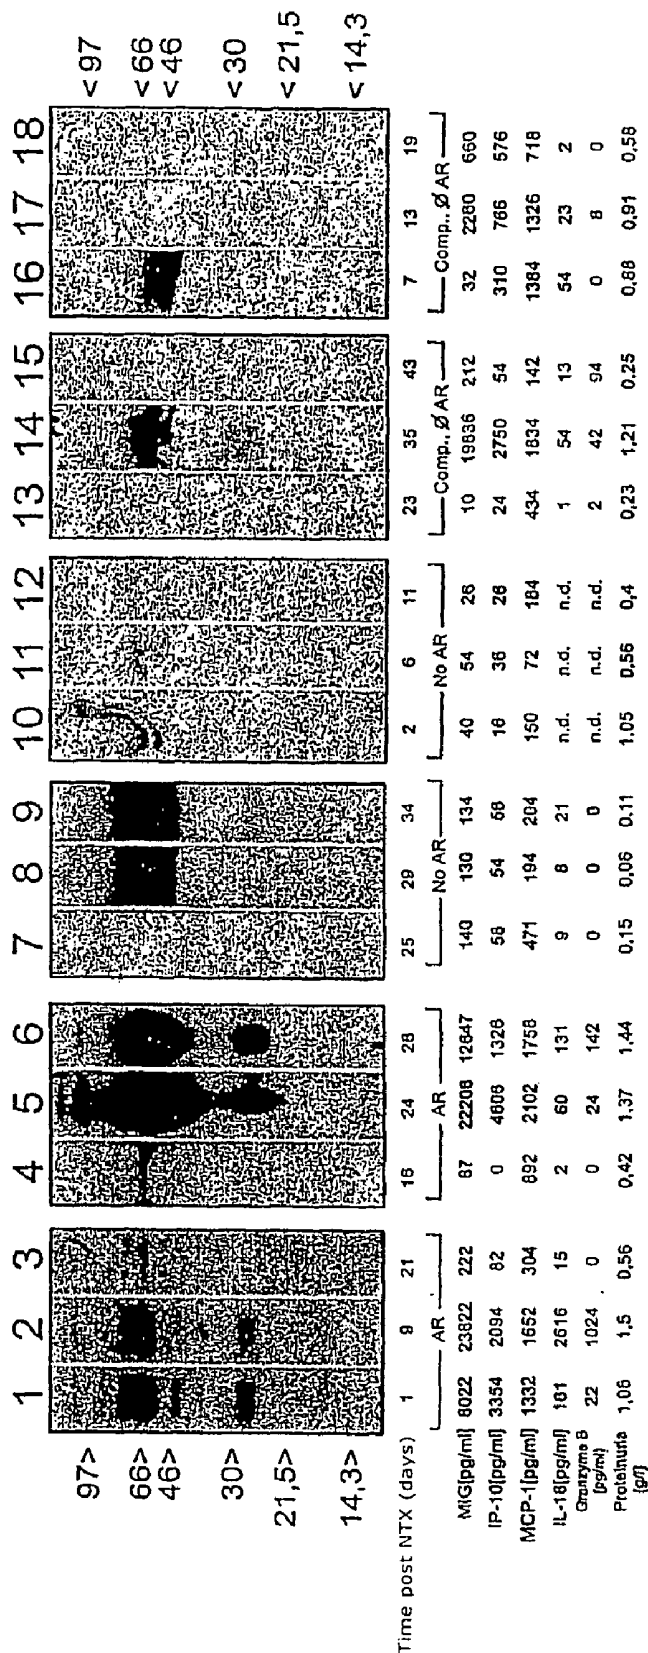 1 2 3 4 5 6 7 8 9 10 11 12 13 14 15 16 17 18
97> <97
66> <66
46> <46
30> <30
21,5> <21,5
14,3> <14,3
Time post NTX (days) 1 9 21 16 24 28 25 29 34 2 6 11 23 35 43 7 13 19
AR AR No AR No AR Comp., Ø AR Comp., Ø AR
MIG[pg/ml] 8022 23822 222 87 22208 12647 140 130 134 40 54 26 10 19836 212 32 2280 660
IP-10[pg/ml] 3354 2094 82 0 4606 1328 56 54 68 16 36 26 24 2750 54 310 766 576
MCP-1[pg/ml] 1332 1652 304 892 2102 1758 471 194 204 150 72 184 434 1834 142 1384 1326 718
IL-16[pg/ml] 161 2616 15 2 60 131 9 8 21 n.d. n.d. n.d. 1 54 13 54 23 2
Granzyme B [pg/ml] 22 1024 0 0 24 142 0 0 0 n.d. n.d. n.d. 2 42 94 0 8 0
Proteinuria [g/l] 1,06 1,5 0,56 0,42 1,37 1,44 0,15 0,06 0.11 1,05 0,56 0,4 0,23 1,21 0,25 0,88 0,91 0,58